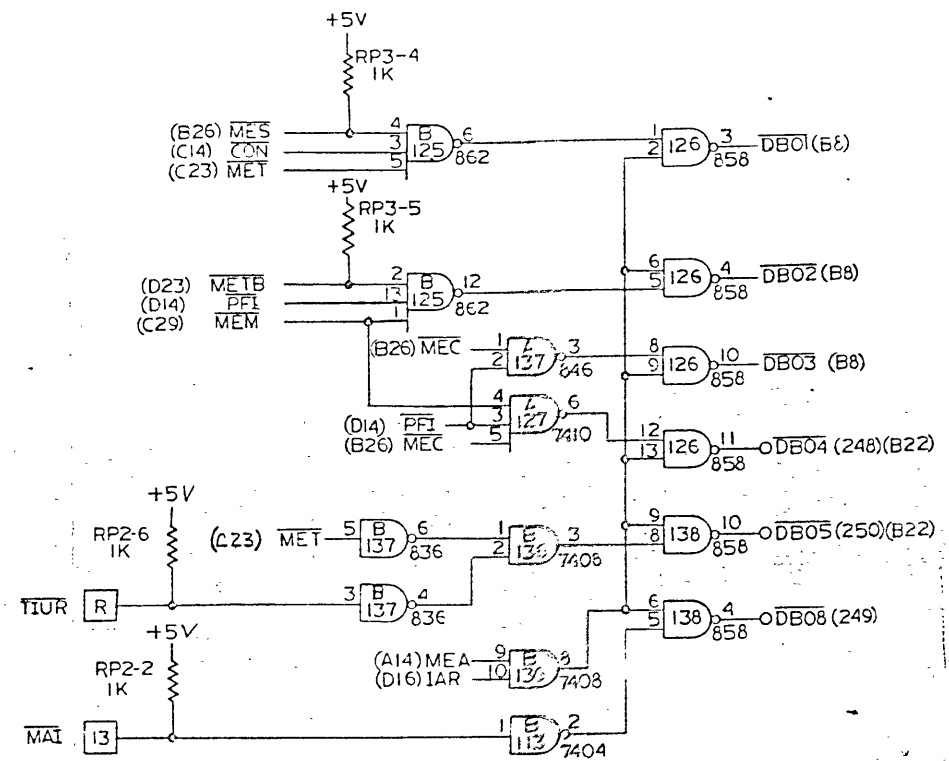 +5V
RP3-4
1K
(B26) MES 4 B 6 1 3 DB01 (B8)
(C14) CON 3 125 862 2 126 858
(C23) MET 5
+5V
RP3-5
1K
(D23) METB 2 B 12 6 4 DB02 (B8)
(D14) PFI 13 125 862 5 126 858
(C29) MEM 1
(B26) MEC 1 3 8 10 DB03 (B8)
2 137 846 9 126 858
4 6 12 11 DB04 (248)(B22)
(D14) PFI 3 127 7410 13 126 858
(B26) MEC 5
+5V
RP2-6
1K
(C23) MET 5 B 6 1 3 9 10 DB05 (250)(B22)
137 836 2 7408 8 138 858
TIUR R 3 B 4
137 836
6 4 DB08 (249)
5 138 858
+5V
RP2-2
1K
(A14) MEA 9 B 8
(D16) IAR 10 7408
MAI 13 1 2
113 7404